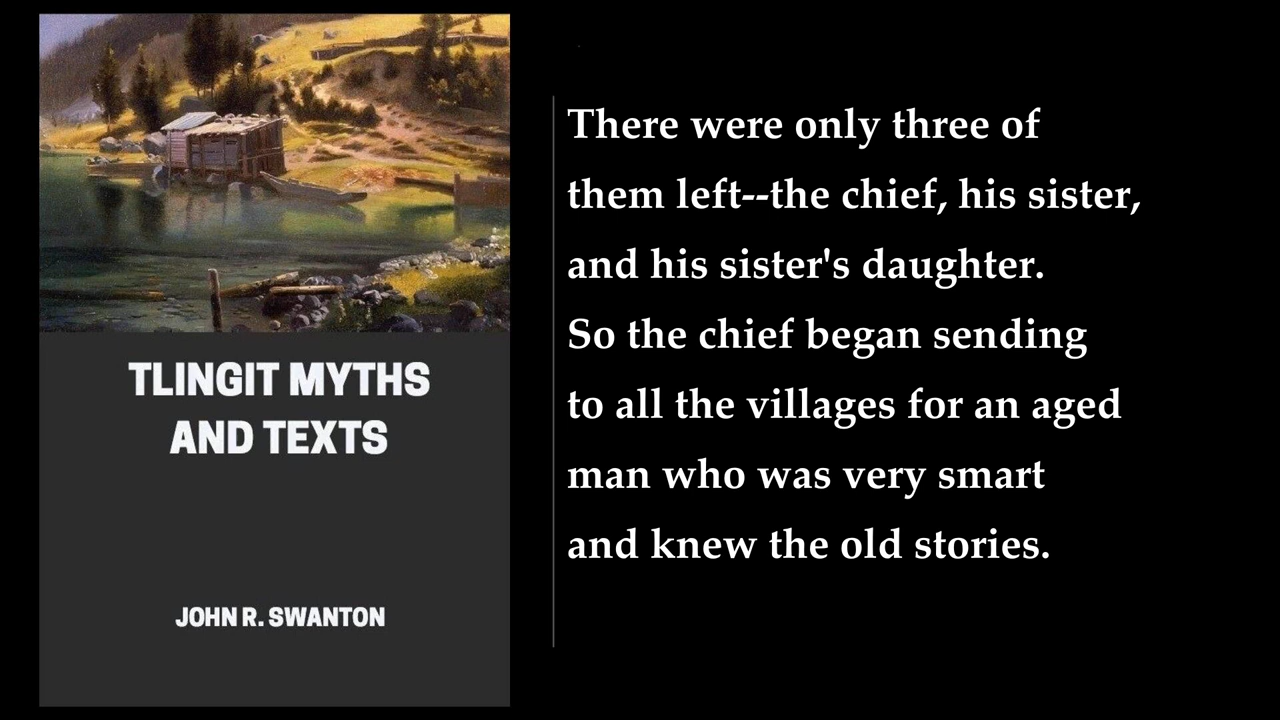 TLINGIT MYTHS
AND TEXTS
JOHN R. SWANTON
There were only three of
them left--the chief, his sister,
and his sister's daughter.
So the chief began sending
to all the villages for an aged
man who was very smart
and knew the old stories.